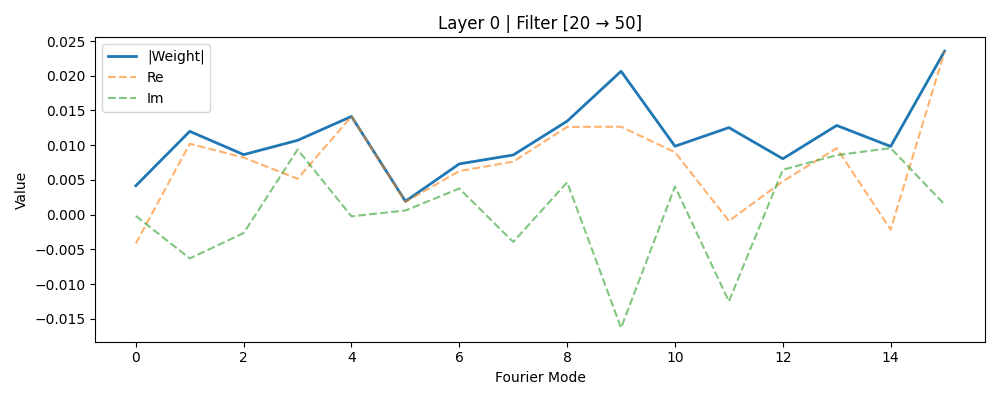 Layer 0 | Filter [20 → 50]
0.025
0.020
0.015
0.010
0.005
0.000
−0.005
−0.010
−0.015
Value
|Weight|
Re
Im
0 2 4 6 8 10 12 14
Fourier Mode